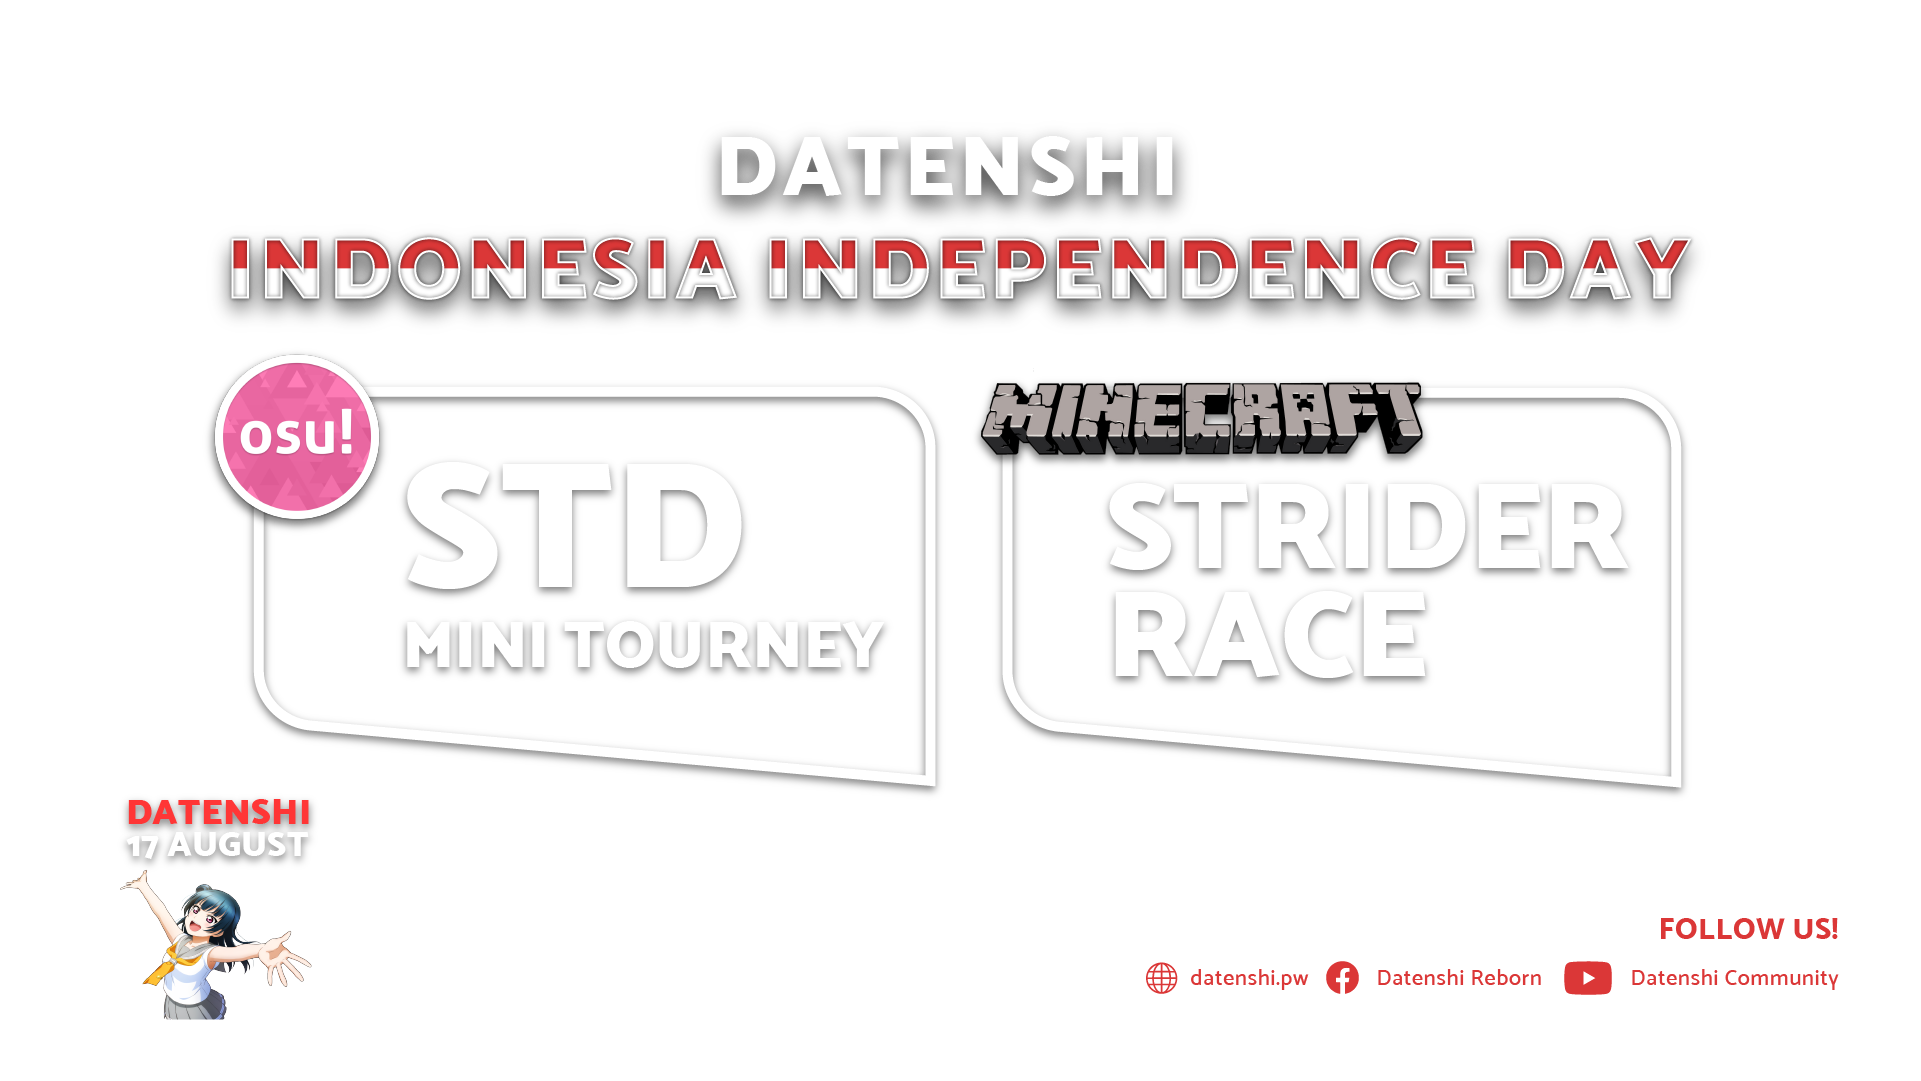 DATENSHI
INDONESIA INDEPENDENCE DAY
osu!
STD
MINI TOURNEY
MINECRAFT
STRIDER
RACE
DATENSHI
17 AUGUST
FOLLOW US!
datenshi.pw Datenshi Reborn Datenshi Community